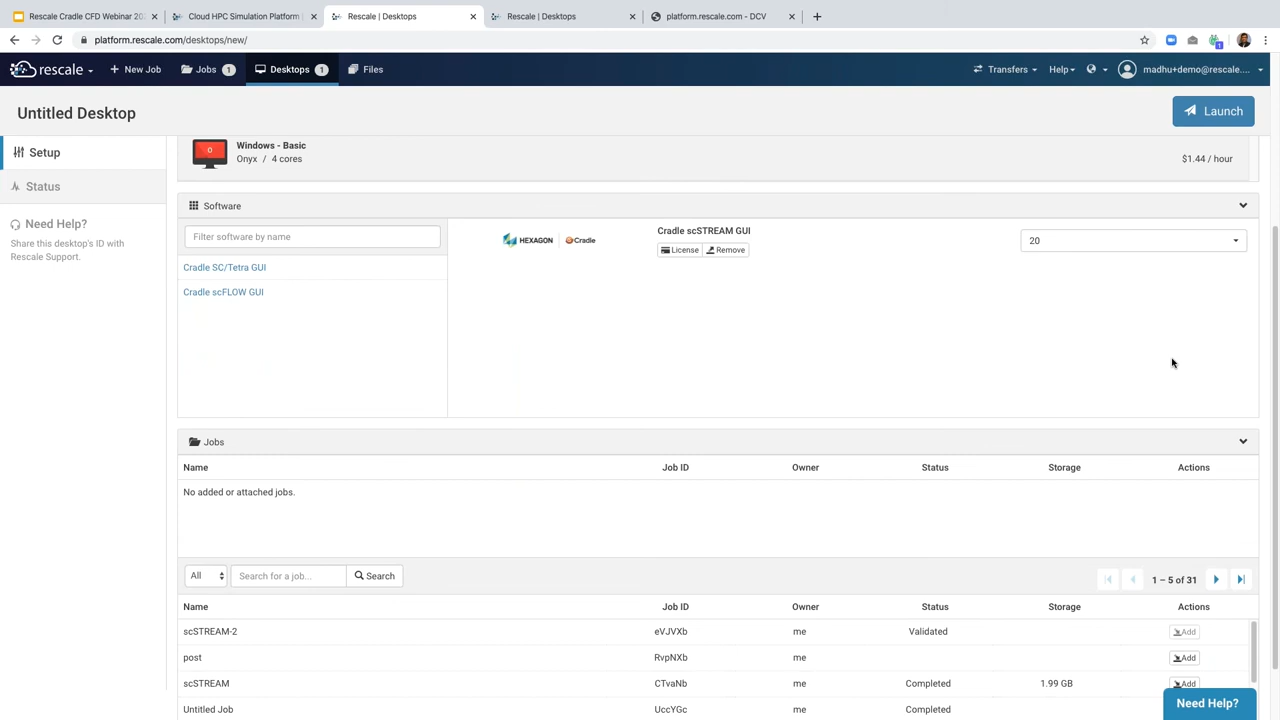 Rescale Cradle CFD Webinar 20
Cloud HPC Simulation Platform
Rescale | Desktops
Rescale | Desktops
platform.rescale.com - DCV
platform.rescale.com/desktops/new/
1
rescale
New Job
Jobs 1
Desktops 1
Files
Transfers
Help
madhu+demo@rescale....
Untitled Desktop
Launch
Setup
Status
Need Help?
Share this desktop's ID with
Rescale Support.
0
Windows - Basic
Onyx / 4 cores
$1.44 / hour
Software
Filter software by name
Cradle SC/Tetra GUI
Cradle scFLOW GUI
HEXAGON | Cradle
Cradle scSTREAM GUI
License Remove
20
Jobs
Name Job ID Owner Status Storage Actions
No added or attached jobs.
All Search for a job... Search
1 – 5 of 31
Name Job ID Owner Status Storage Actions
scSTREAM-2 eVJVXb me Validated Add
post RvpNXb me Add
scSTREAM CTvaNb me Completed 1.99 GB Add
Untitled Job UccYGc me Completed
Need Help?